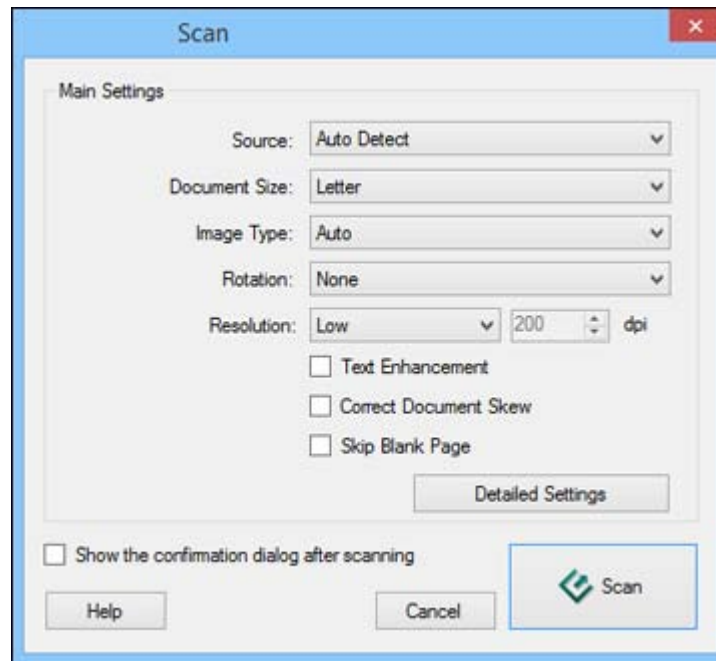 Scan
Main Settings
Source: Auto Detect
Document Size: Letter
Image Type: Auto
Rotation: None
Resolution: Low 200 dpi
Text Enhancement
Correct Document Skew
Skip Blank Page
Detailed Settings
Show the confirmation dialog after scanning
Help Cancel Scan